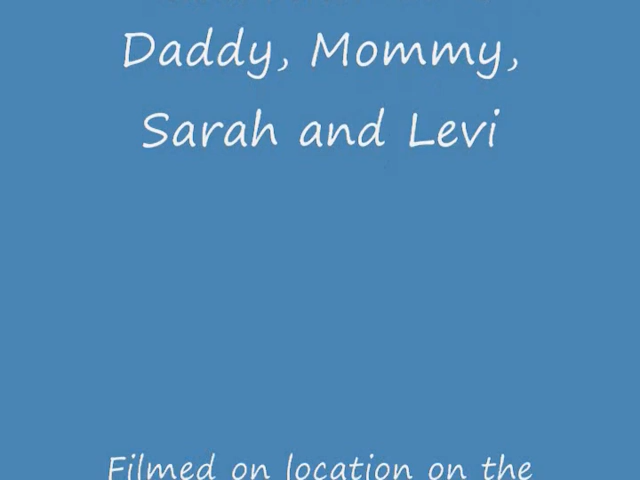 Daddy, Mommy,
Sarah and Levi
Filmed on location on the